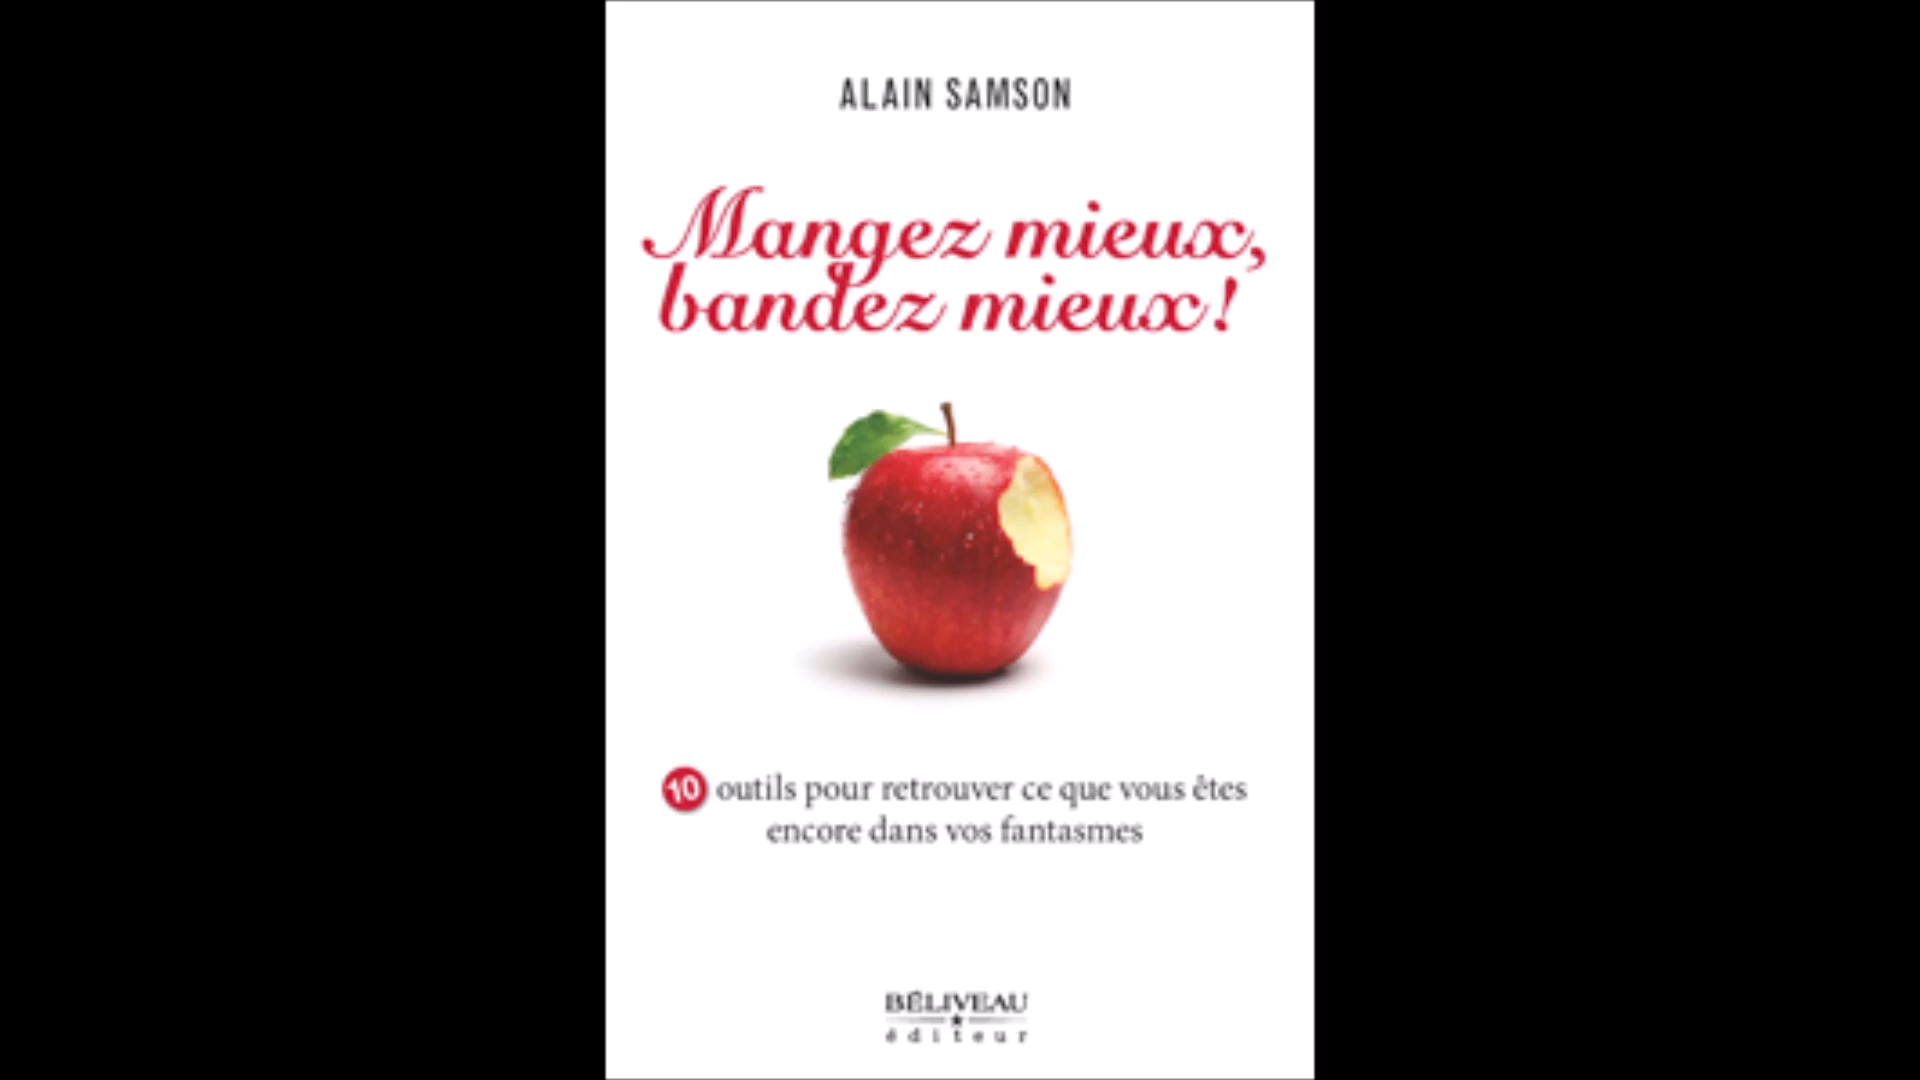 ALAIN SAMSON
Mangez mieux,
bandez mieux!
10 outils pour retrouver ce que vous êtes
encore dans vos fantasmes
BÉLIVEAU
éditeur